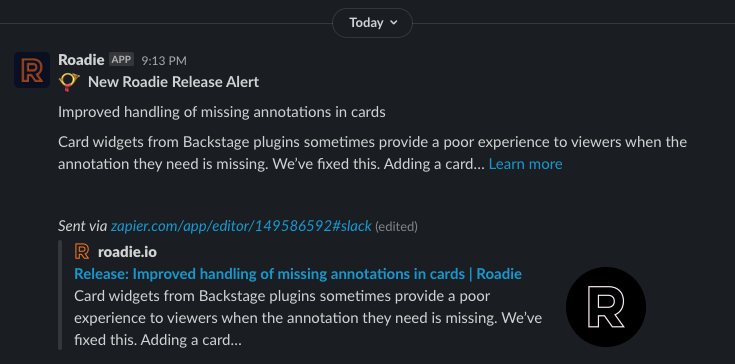 Today
Roadie APP 9:13 PM
New Roadie Release Alert
Improved handling of missing annotations in cards
Card widgets from Backstage plugins sometimes provide a poor experience to viewers when the
annotation they need is missing. We’ve fixed this. Adding a card... Learn more
Sent via zapier.com/app/editor/149586592#slack (edited)
R roadie.io
Release: Improved handling of missing annotations in cards | Roadie
Card widgets from Backstage plugins sometimes provide a poor
experience to viewers when the annotation they need is missing. We’ve
fixed this. Adding a card...
R